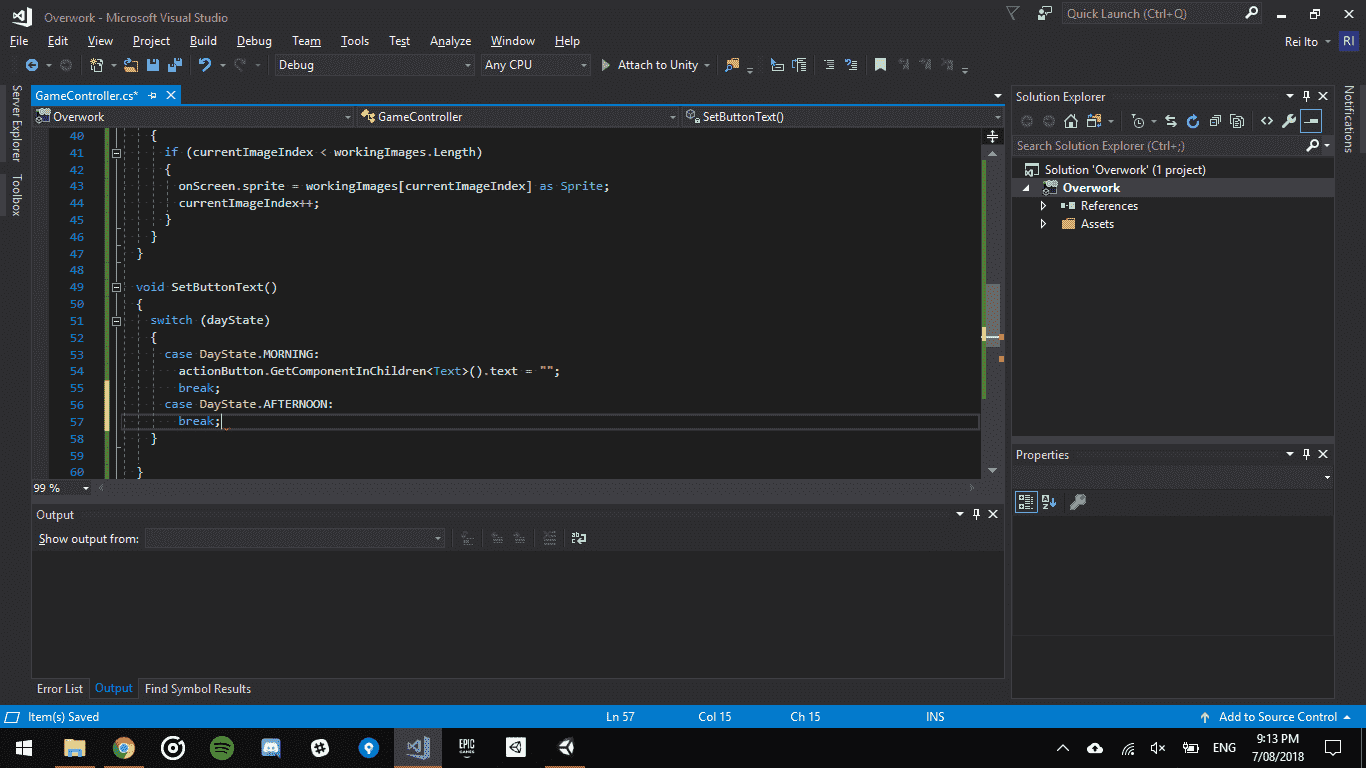 Overwork - Microsoft Visual Studio
Quick Launch (Ctrl+Q)
File Edit View Project Build Debug Team Tools Test Analyze Window Help
Rei Ito RI
Debug Any CPU Attach to Unity
Server Explorer
Toolbox
GameController.cs*
Overwork GameController SetButtonText()
40 {
41 if (currentImageIndex < workingImages.Length)
42 {
43 onScreen.sprite = workingImages[currentImageIndex] as Sprite;
44 currentImageIndex++;
45 }
46 }
47 }
48
49 void SetButtonText()
50 {
51 switch (dayState)
52 {
53 case DayState.MORNING:
54 actionButton.GetComponentInChildren<Text>().text = "";
55 break;
56 case DayState.AFTERNOON:
57 break;
58 }
59
60 }
99 %
Output
Show output from:
Error List Output Find Symbol Results
Solution Explorer
Search Solution Explorer (Ctrl+;)
Solution 'Overwork' (1 project)
Overwork
References
Assets
Properties
Notifications
Item(s) Saved Ln 57 Col 15 Ch 15 INS Add to Source Control
EPIC
GAMES
ENG
9:13 PM
7/08/2018